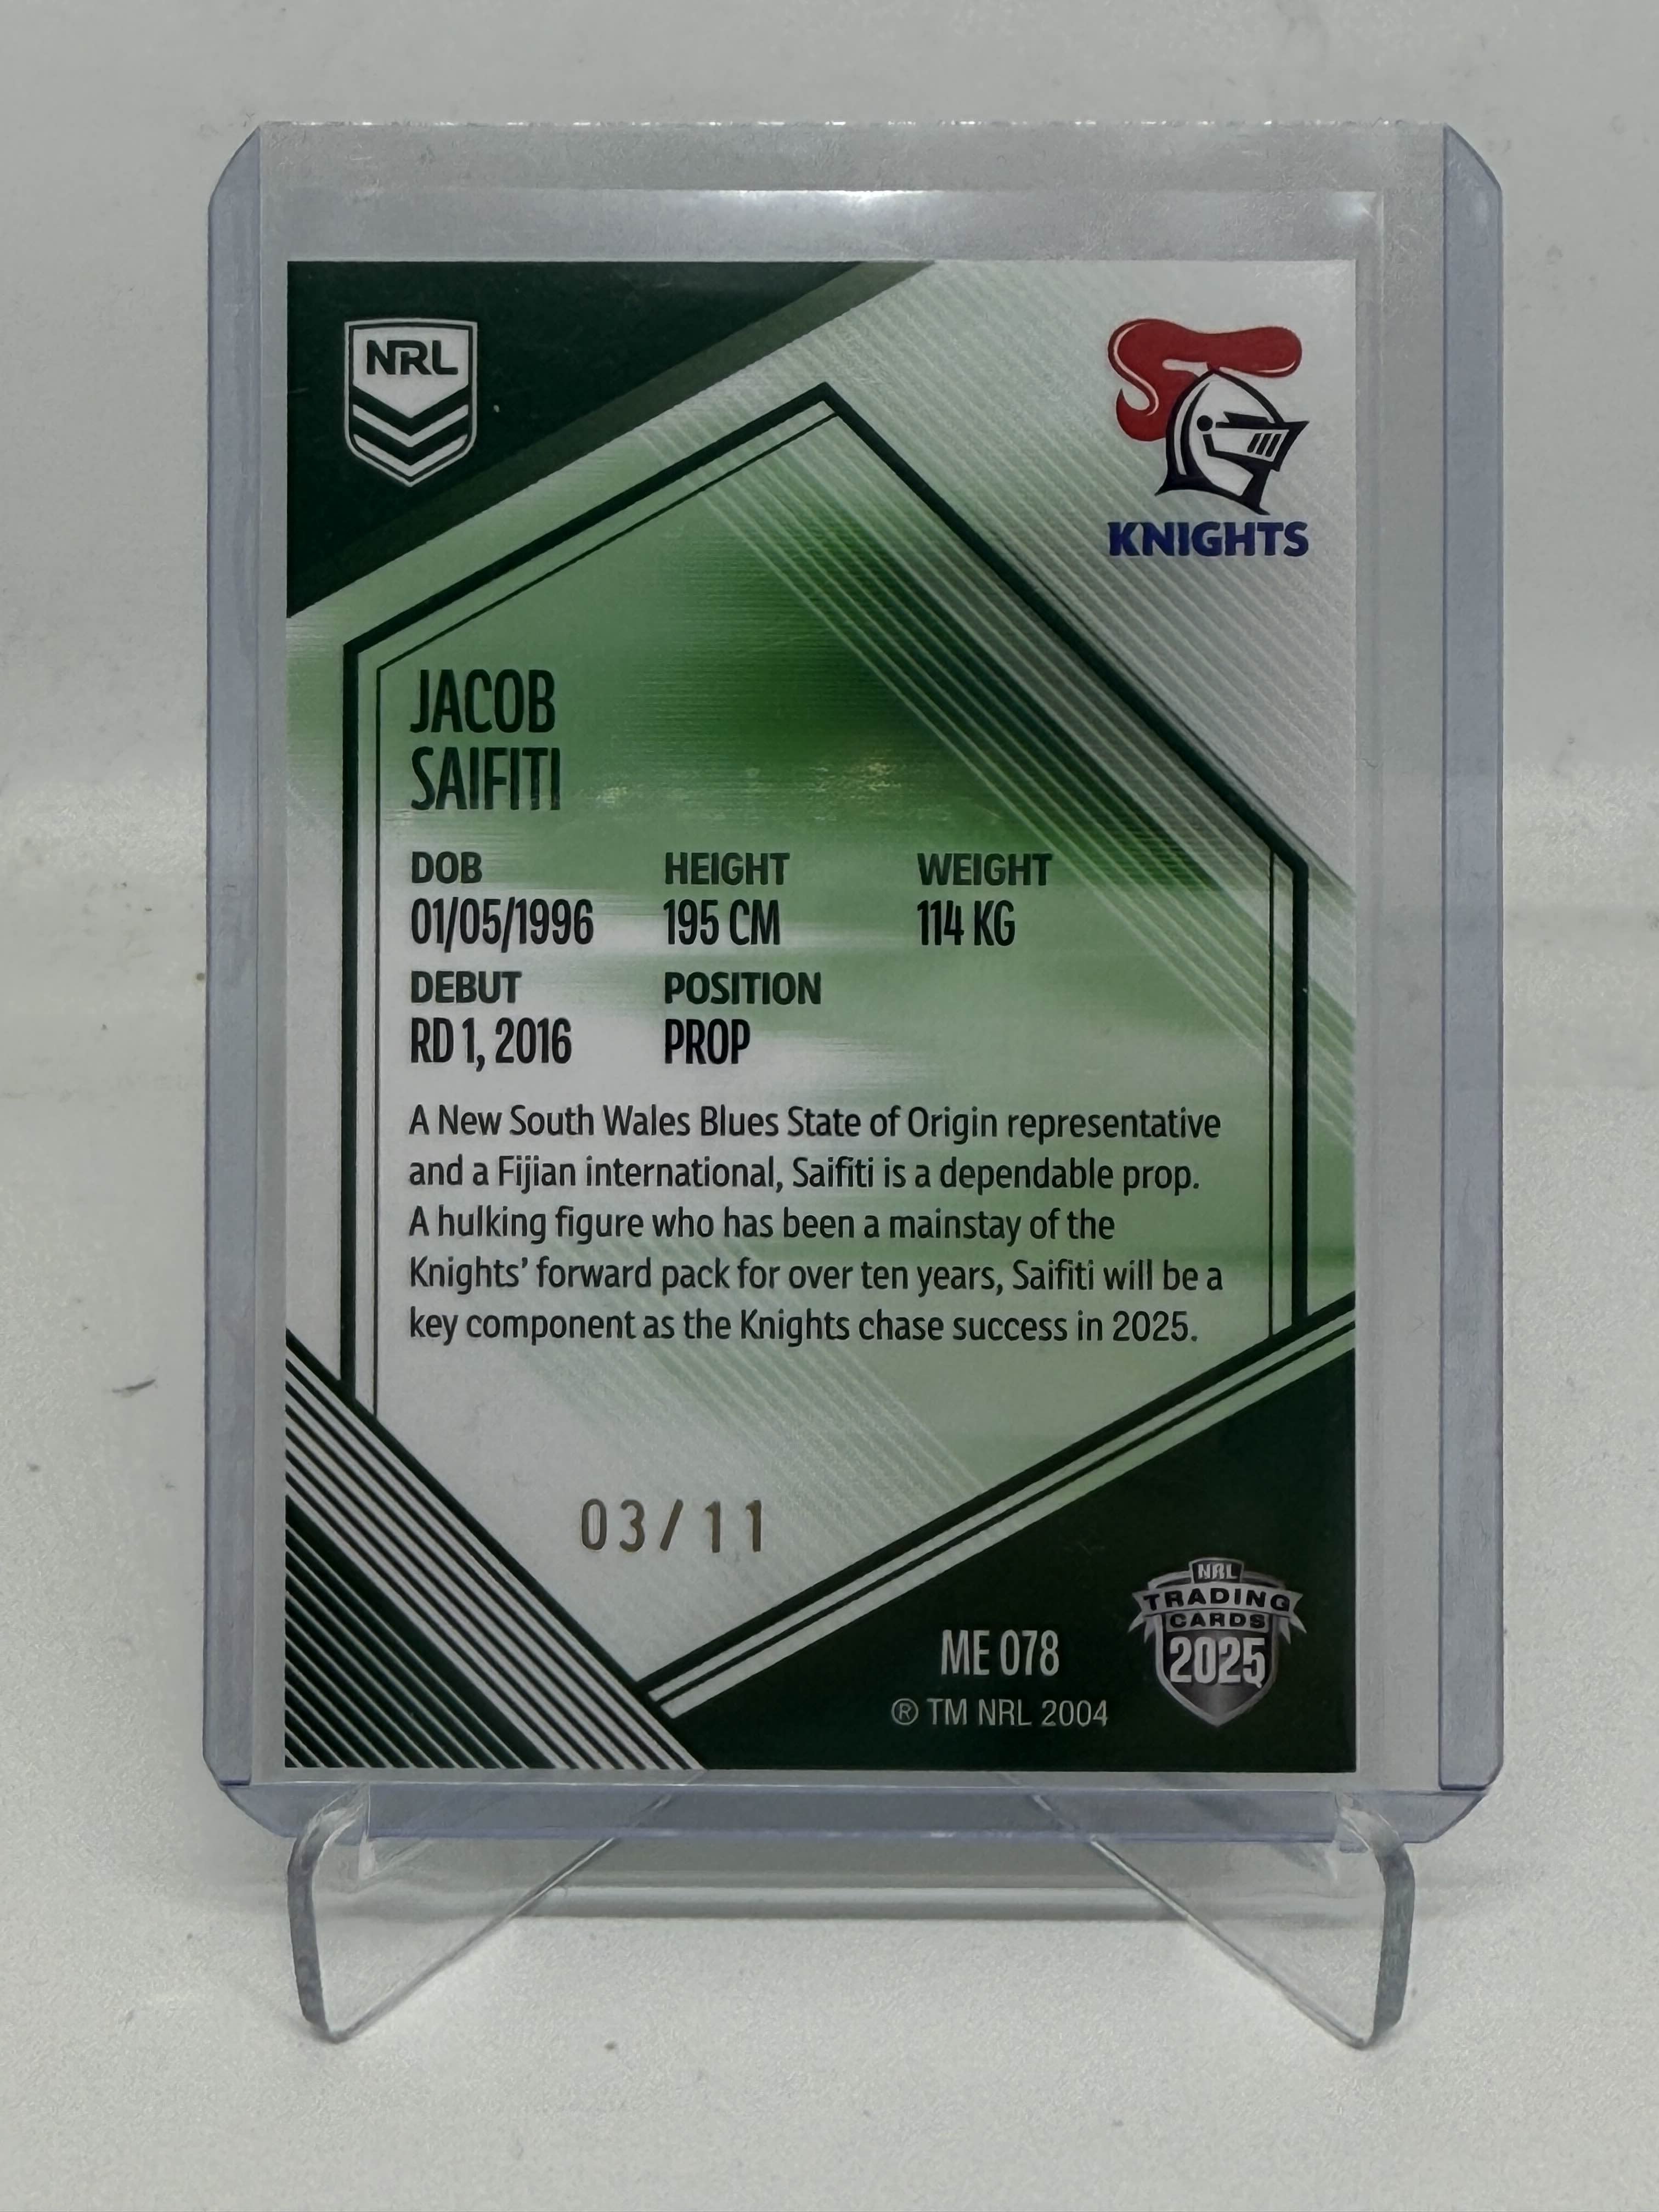 NRL
KNIGHTS
JACOB
SAIFITI
DOB HEIGHT WEIGHT
01/05/1996 195 CM 114 KG
DEBUT POSITION
RD 1, 2016 PROP
A New South Wales Blues State of Origin representative
and a Fijian international, Saifiti is a dependable prop.
A hulking figure who has been a mainstay of the
Knights' forward pack for over ten years, Saifiti will be a
key component as the Knights chase success in 2025.
03/11
NRL
TRADING
CARDS
2025
ME 078
® TM NRL 2004